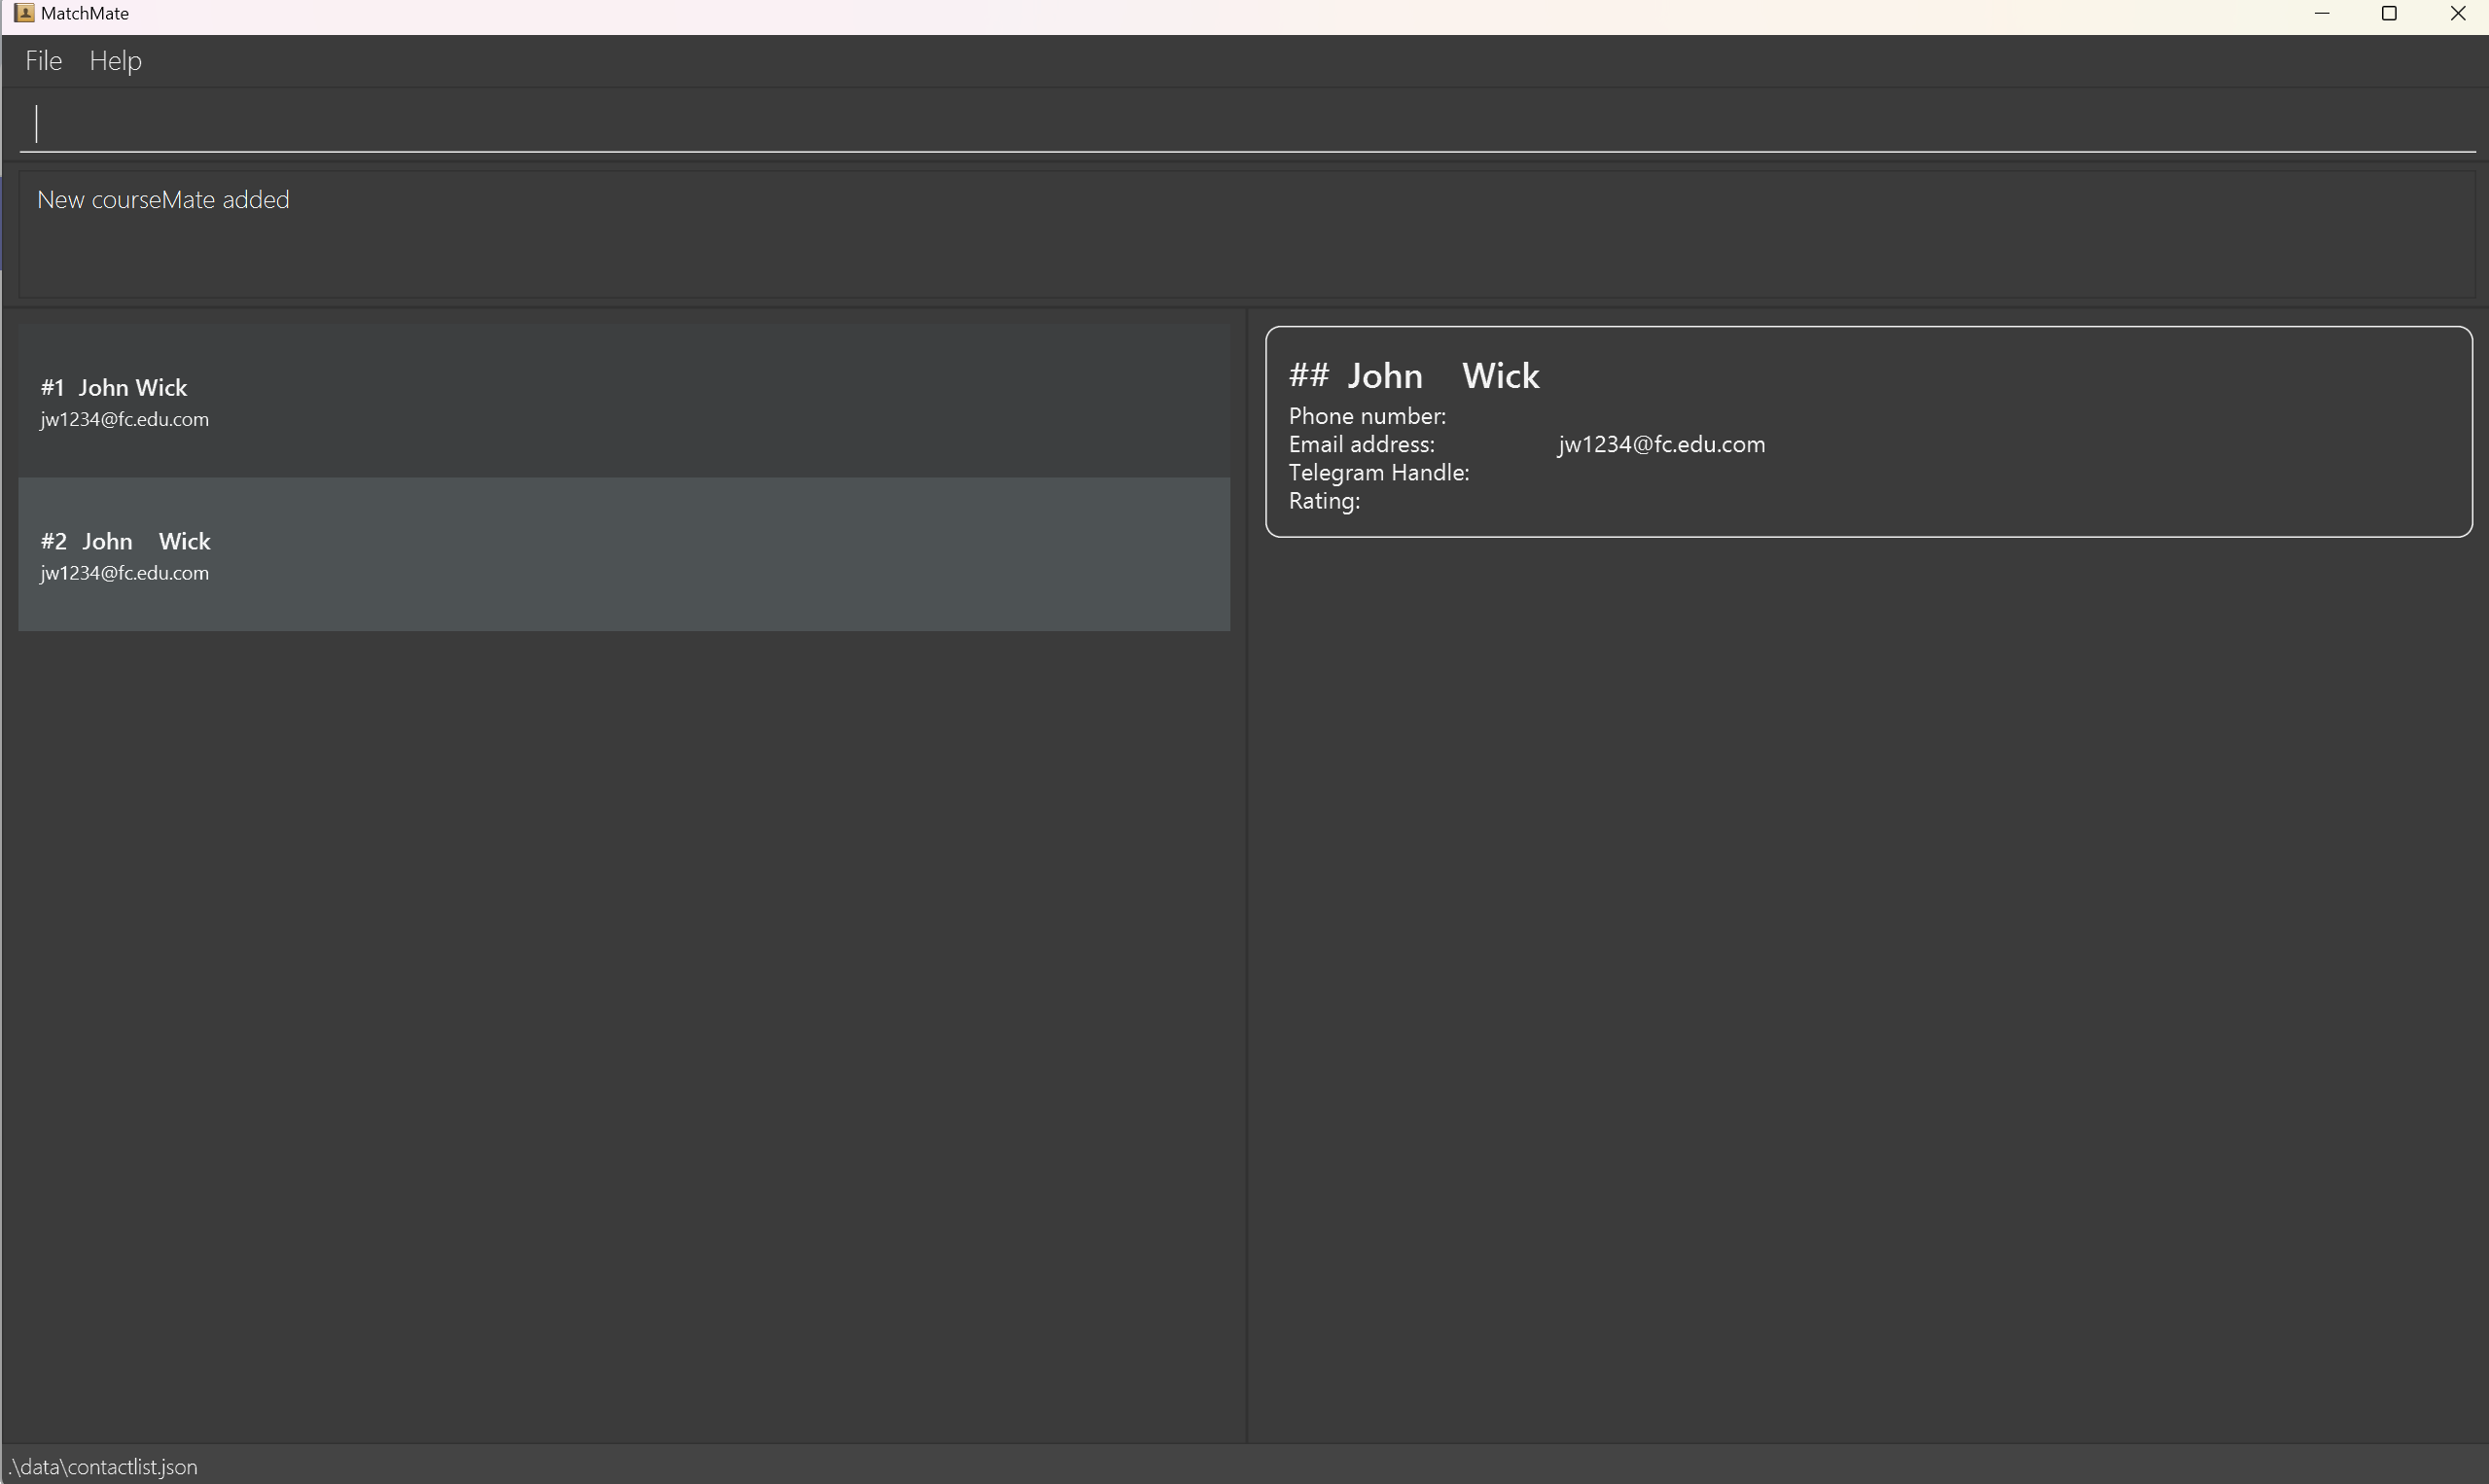 MatchMate
File Help
New courseMate added
#1 John Wick
jw1234@fc.edu.com
#2 John    Wick
jw1234@fc.edu.com
## John    Wick
Phone number:
Email address: jw1234@fc.edu.com
Telegram Handle:
Rating:
.\data\contactlist.json